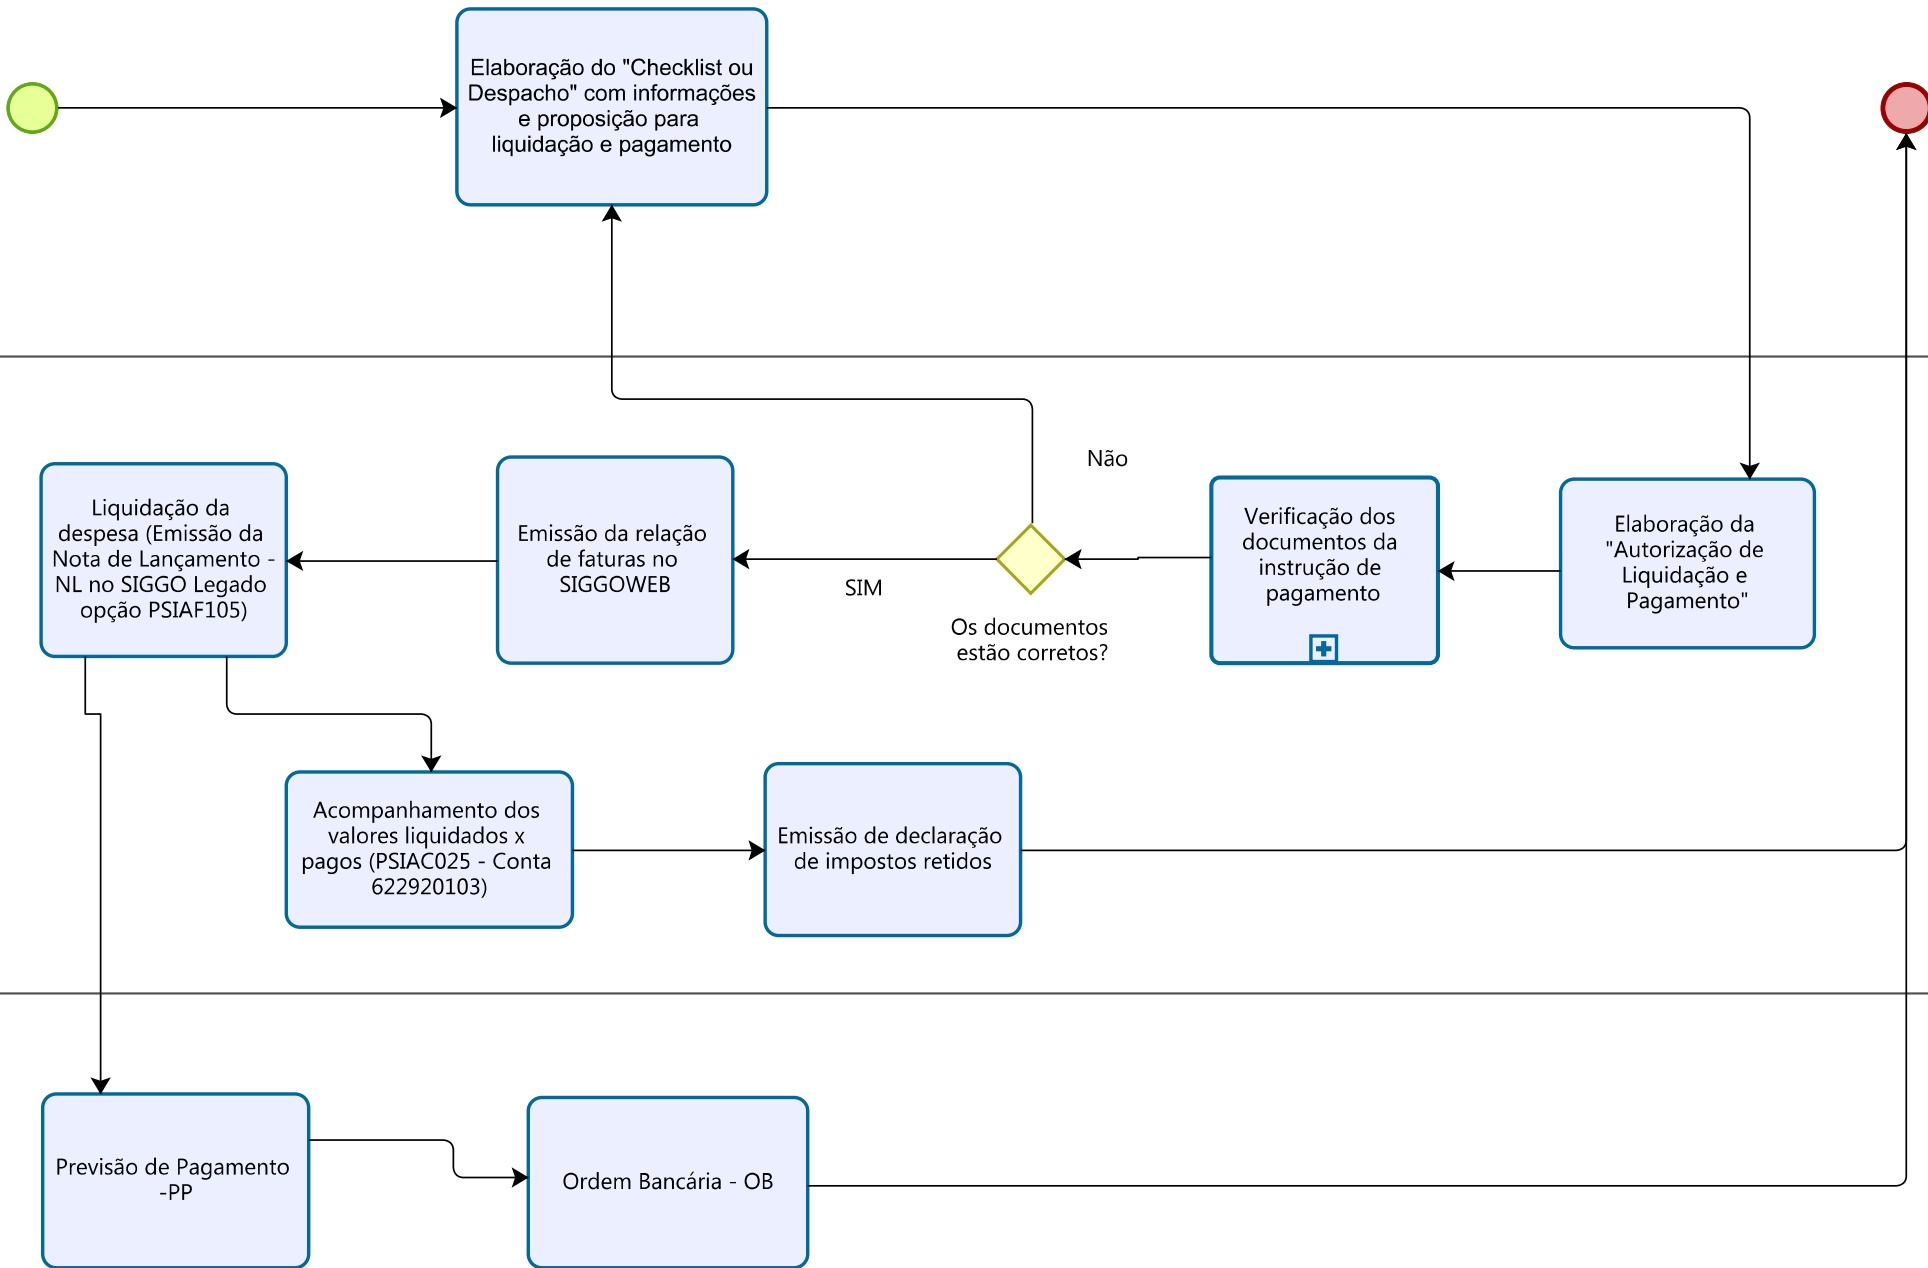 Elaboração do "Checklist ou
Despacho" com informações
e proposição para
liquidação e pagamento
Não
Liquidação da
despesa (Emissão da
Nota de Lançamento -
NL no SIGGO Legado
opção PSIAF105)
Emissão da relação
de faturas no
SIGGOWEB
SIM
Os documentos
estão corretos?
Verificação dos
documentos da
instrução de
pagamento
Elaboração da
"Autorização de
Liquidação e
Pagamento"
Acompanhamento dos
valores liquidados x
pagos (PSIAC025 - Conta
622920103)
Emissão de declaração
de impostos retidos
Previsão de Pagamento
-PP
Ordem Bancária - OB